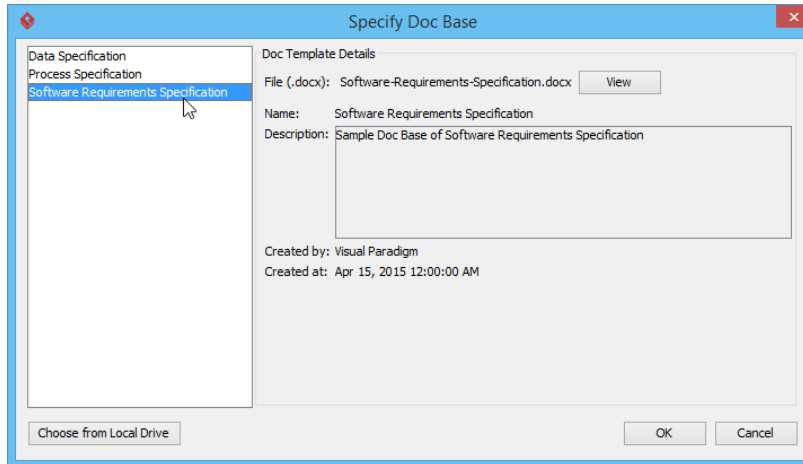 Specify Doc Base
Data Specification
Process Specification
Software Requirements Specification
Doc Template Details
File (.docx): Software-Requirements-Specification.docx View
Name: Software Requirements Specification
Description: Sample Doc Base of Software Requirements Specification
Created by: Visual Paradigm
Created at: Apr 15, 2015 12:00:00 AM
Choose from Local Drive OK Cancel